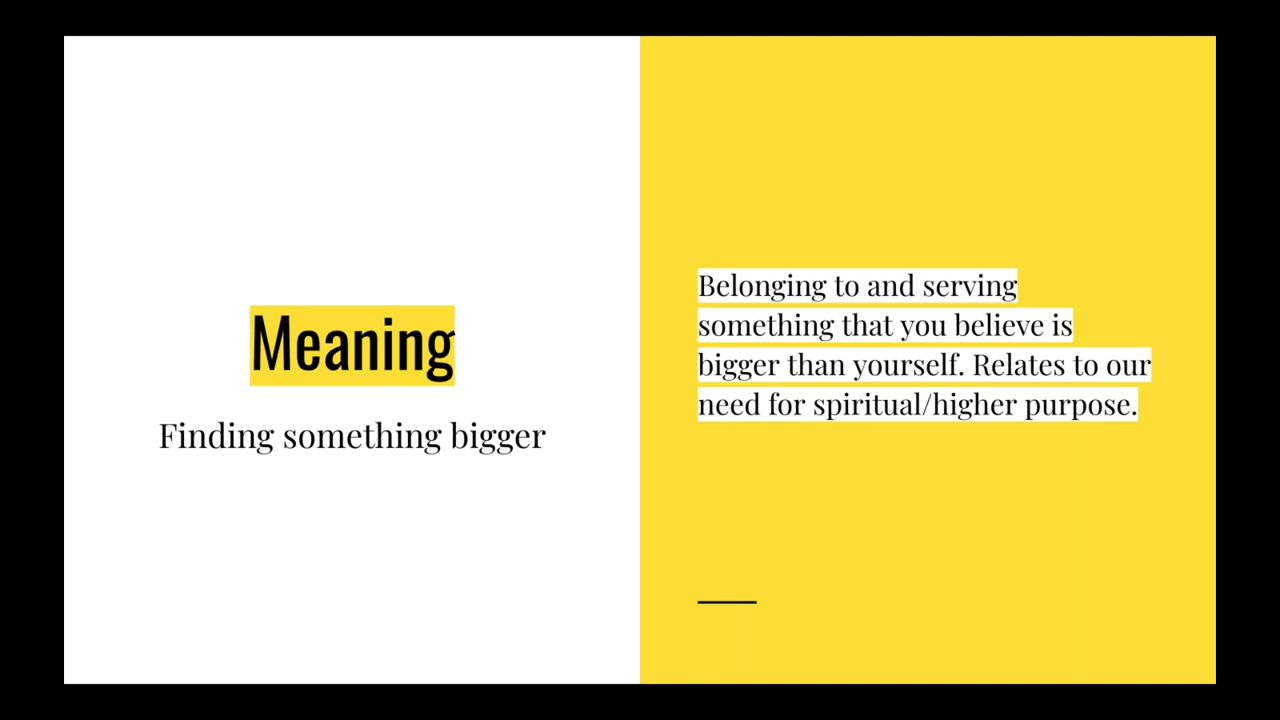 Meaning
Finding something bigger
Belonging to and serving
something that you believe is
bigger than yourself. Relates to our
need for spiritual/higher purpose.